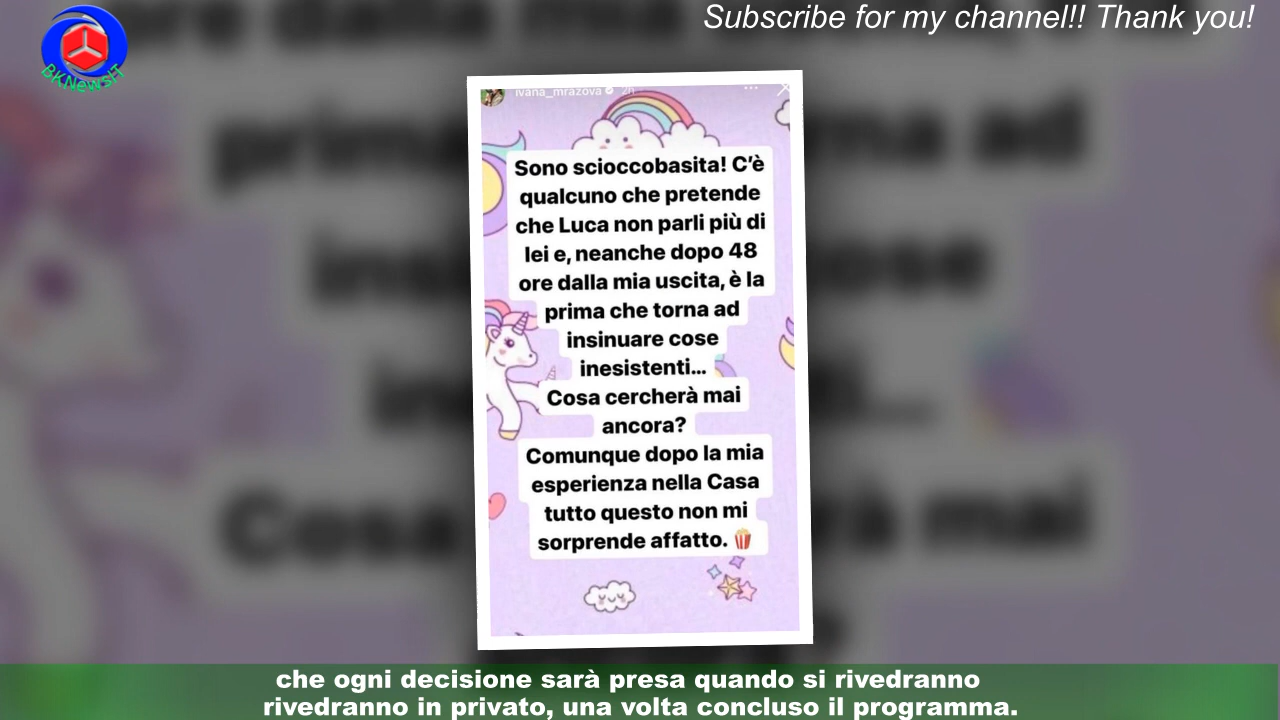 Subscribe for my channel!! Thank you!
BKNewsIT
ivana_mrazova 2h
Sono scioccobasita! C'è
qualcuno che pretende
che Luca non parli più di
lei e, neanche dopo 48
ore dalla mia uscita, è la
prima che torna ad
insinuare cose
inesistenti...
Cosa cercherà mai
ancora?
Comunque dopo la mia
esperienza nella Casa
tutto questo non mi
sorprende affatto. 🍿
che ogni decisione sarà presa quando si rivedranno
rivedranno in privato, una volta concluso il programma.